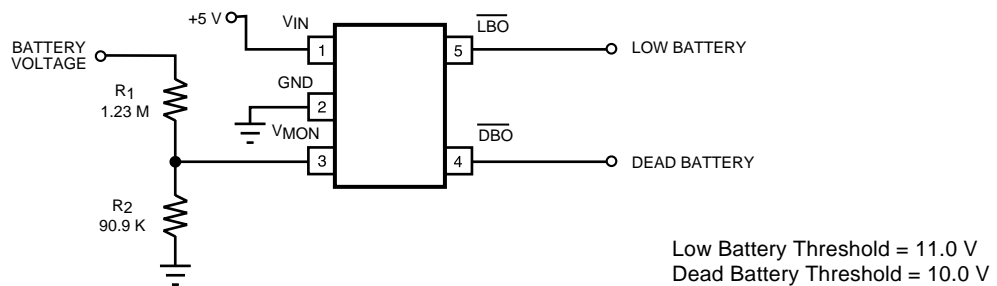 +5 V
VIN
LBO
BATTERY
VOLTAGE
1
5
LOW BATTERY
R1
1.23 M
GND
2
VMON
DBO
3
4
DEAD BATTERY
R2
90.9 K
Low Battery Threshold = 11.0 V
Dead Battery Threshold = 10.0 V